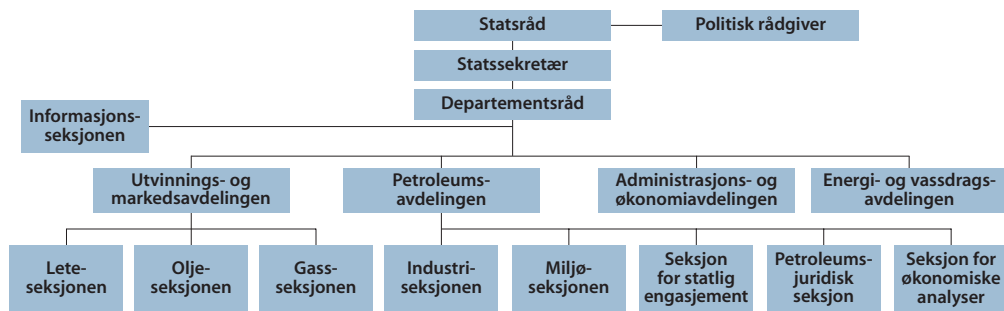 Statsråd
Politisk rådgiver
Statssekretær
Departementsråd
Informasjons-
seksjonen
Utvinnings- og
markedsavdelingen
Petroleums-
avdelingen
Administrasjons- og
økonomiavdelingen
Energi- og vassdrags-
avdelingen
Lete-
seksjonen
Olje-
seksjonen
Gass-
seksjonen
Industri-
seksjonen
Miljø-
seksjonen
Seksjon
for statlig
engasjement
Petroleums-
juridisk
seksjon
Seksjon for
økonomiske
analyser